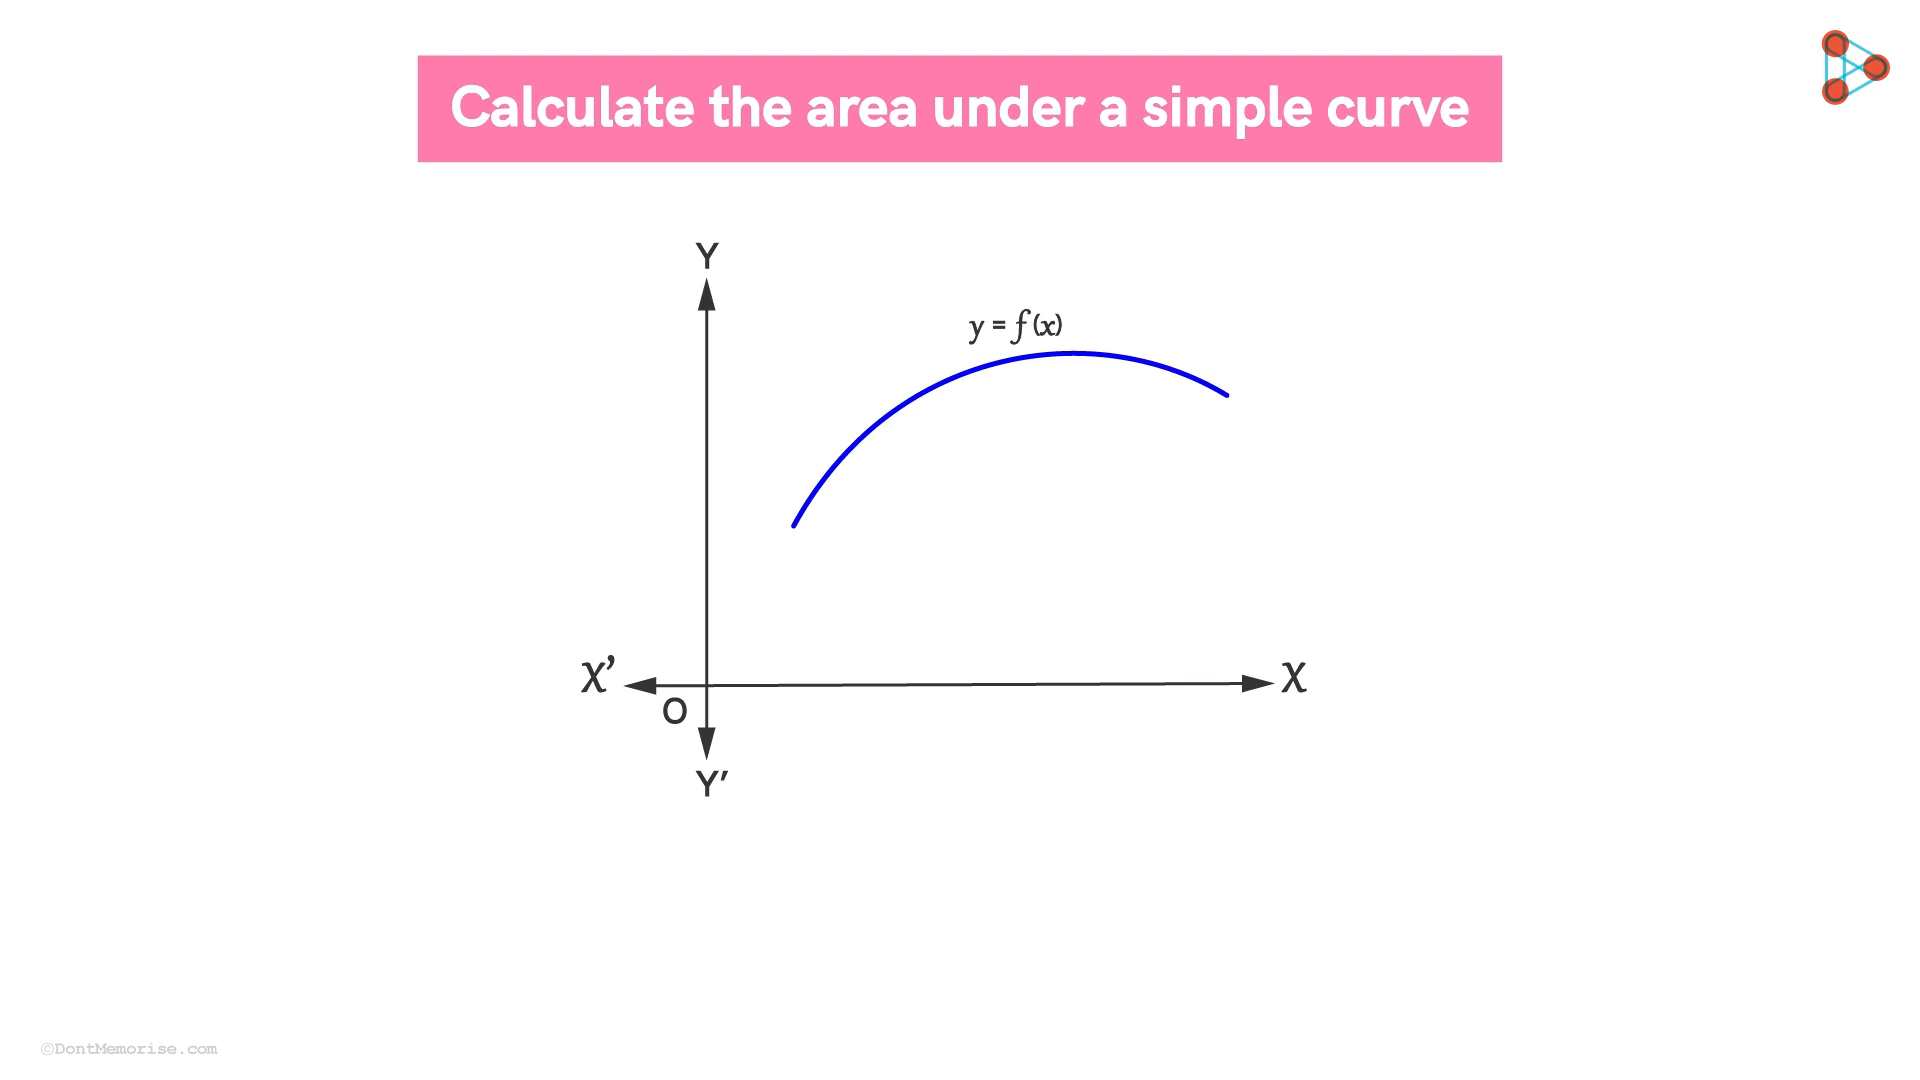 Calculate the area under a simple curve
Y
y = f (x)
X’ X
O
Y′
©DontMemorise.com